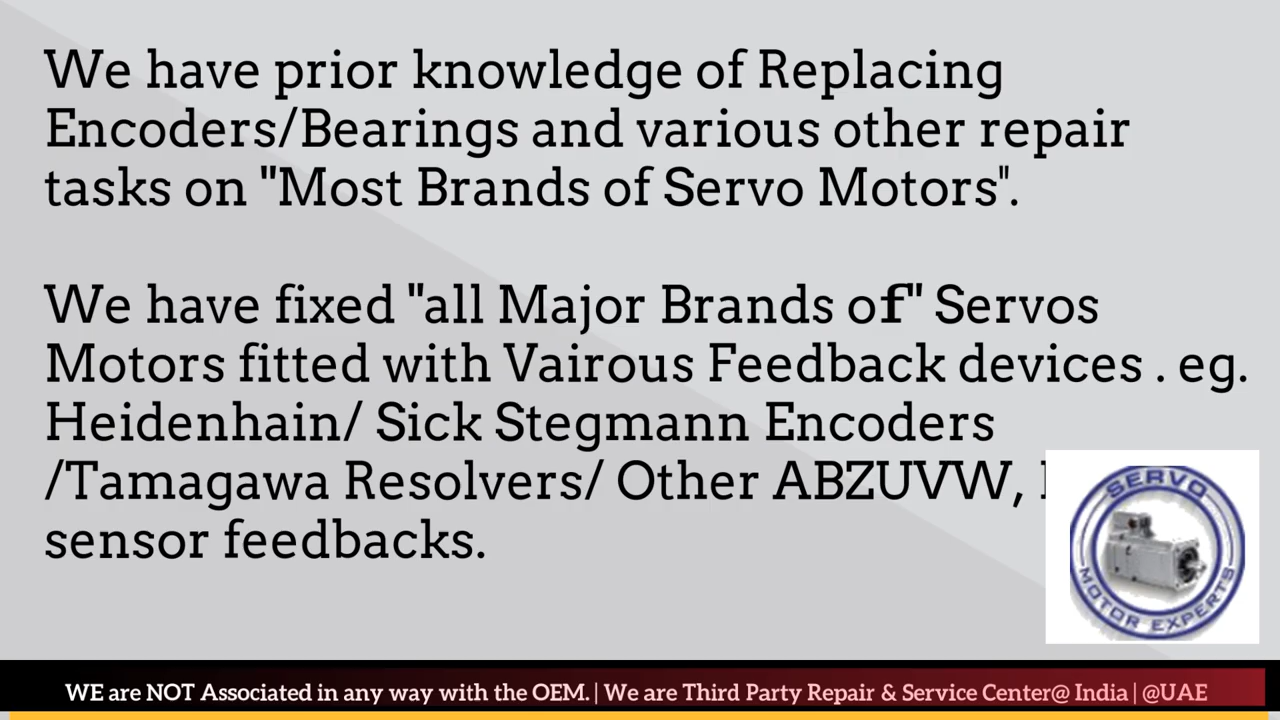 We have prior knowledge of Replacing
Encoders/Bearings and various other repair
tasks on "Most Brands of Servo Motors".
We have fixed "all Major Brands of" Servos
Motors fitted with Vairous Feedback devices . eg.
Heidenhain/ Sick Stegmann Encoders
/Tamagawa Resolvers/ Other ABZUVW,
sensor feedbacks.
SERVO
MOTOR EXPERTS
WE are NOT Associated in any way with the OEM. | We are Third Party Repair & Service Center@ India | @UAE